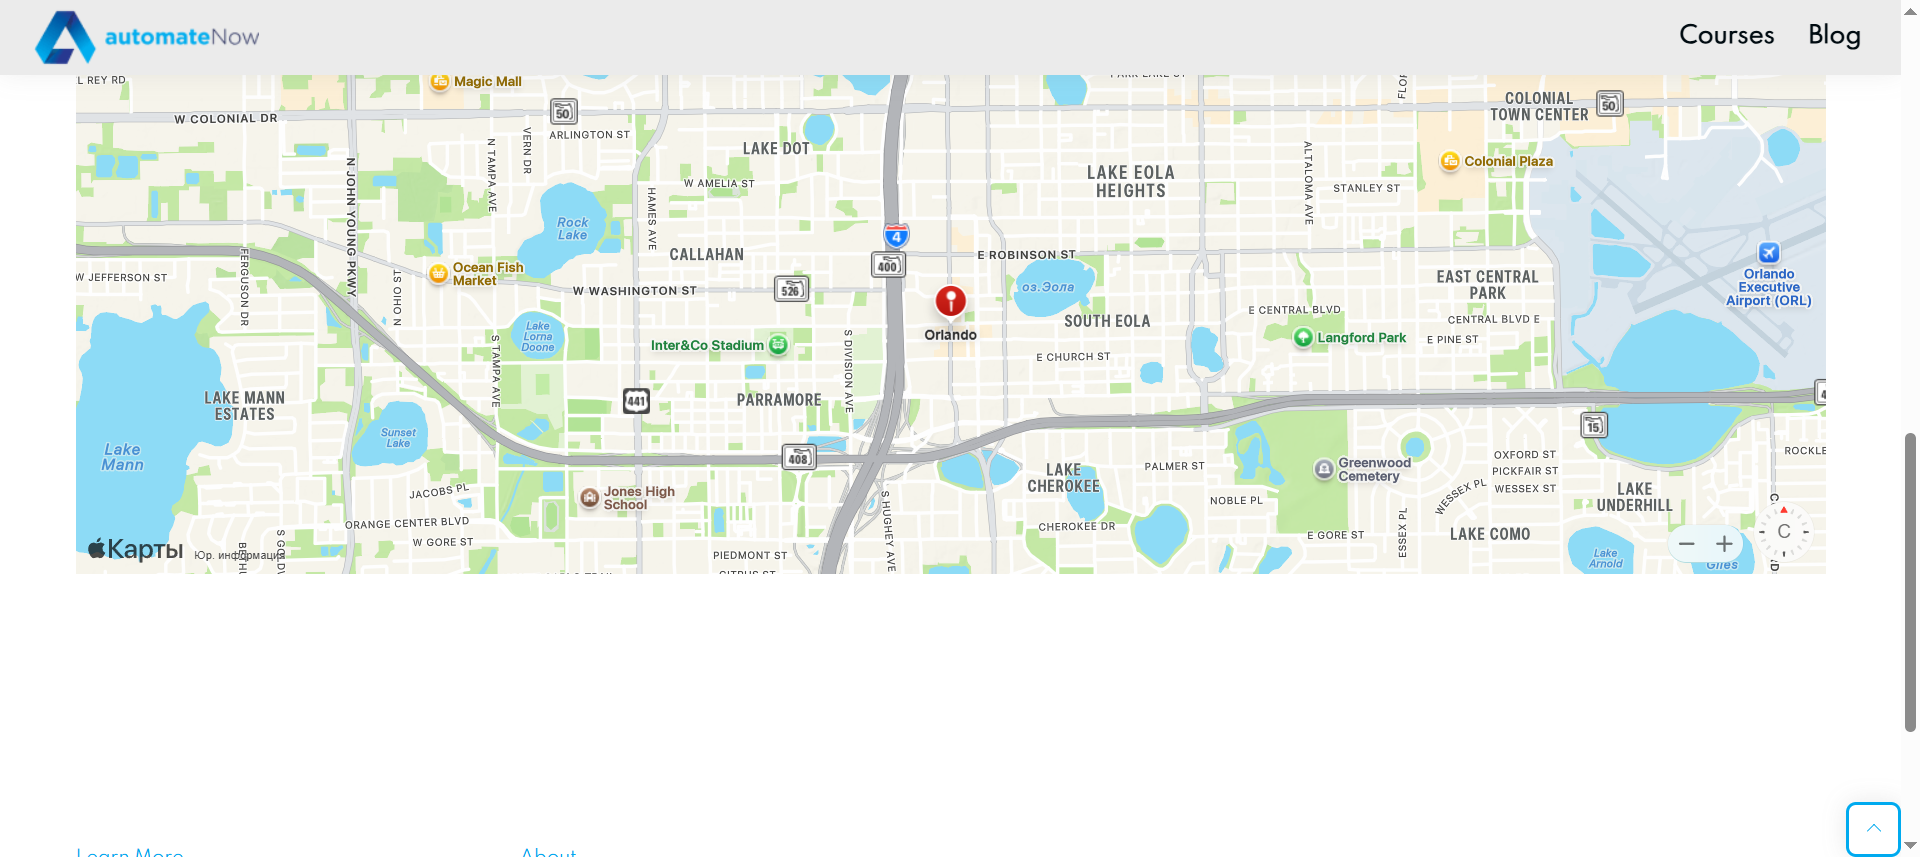 automateNow
Courses
Blog
L REY RD
Magic Mall
50
W COLONIAL DR
ARLINGTON ST
VERN DR
N TAMPA AVE
LAKE DOT
W AMELIA ST
LAKE EOLA
HEIGHTS
ALTALOMA AVE
STANLEY ST
COLONIAL
TOWN CENTER
50
Colonial Plaza
N JOHN YOUNG PKWY
HAMES AVE
Rock
Lake
CALLAHAN
4
400
E ROBINSON ST
W JEFFERSON ST
FERGUSON DR
Ocean Fish
Market
N OHIO ST
W WASHINGTON ST
526
оз.Эола
Orlando
SOUTH EOLA
EAST CENTRAL
PARK
Orlando
Executive
Airport (ORL)
E CENTRAL BLVD
CENTRAL BLVD E
Langford Park
E PINE ST
E CHURCH ST
Lake
Lorna
Doone
S TAMPA AVE
Inter&Co Stadium
S DIVISION AVE
LAKE MANN
ESTATES
441
PARRAMORE
15
Lake
Mann
Sunset
Lake
408
JACOBS PL
Jones High
School
ORANGE CENTER BLVD
W GORE ST
LAKE
CHEROKEE
PALMER ST
Greenwood
Cemetery
OXFORD ST
PICKFAIR ST
WESSEX ST
WESSEX PL
ROCKLE
NOBLE PL
LAKE
UNDERHILL
S HUGHEY AVE
CHEROKEE DR
E GORE ST
ESSEX PL
LAKE COMO
Карты
Юр. информация
PIEDMONT ST
CITRUS ST
Lake
Arnold
Giles
− +
С
Learn More
About